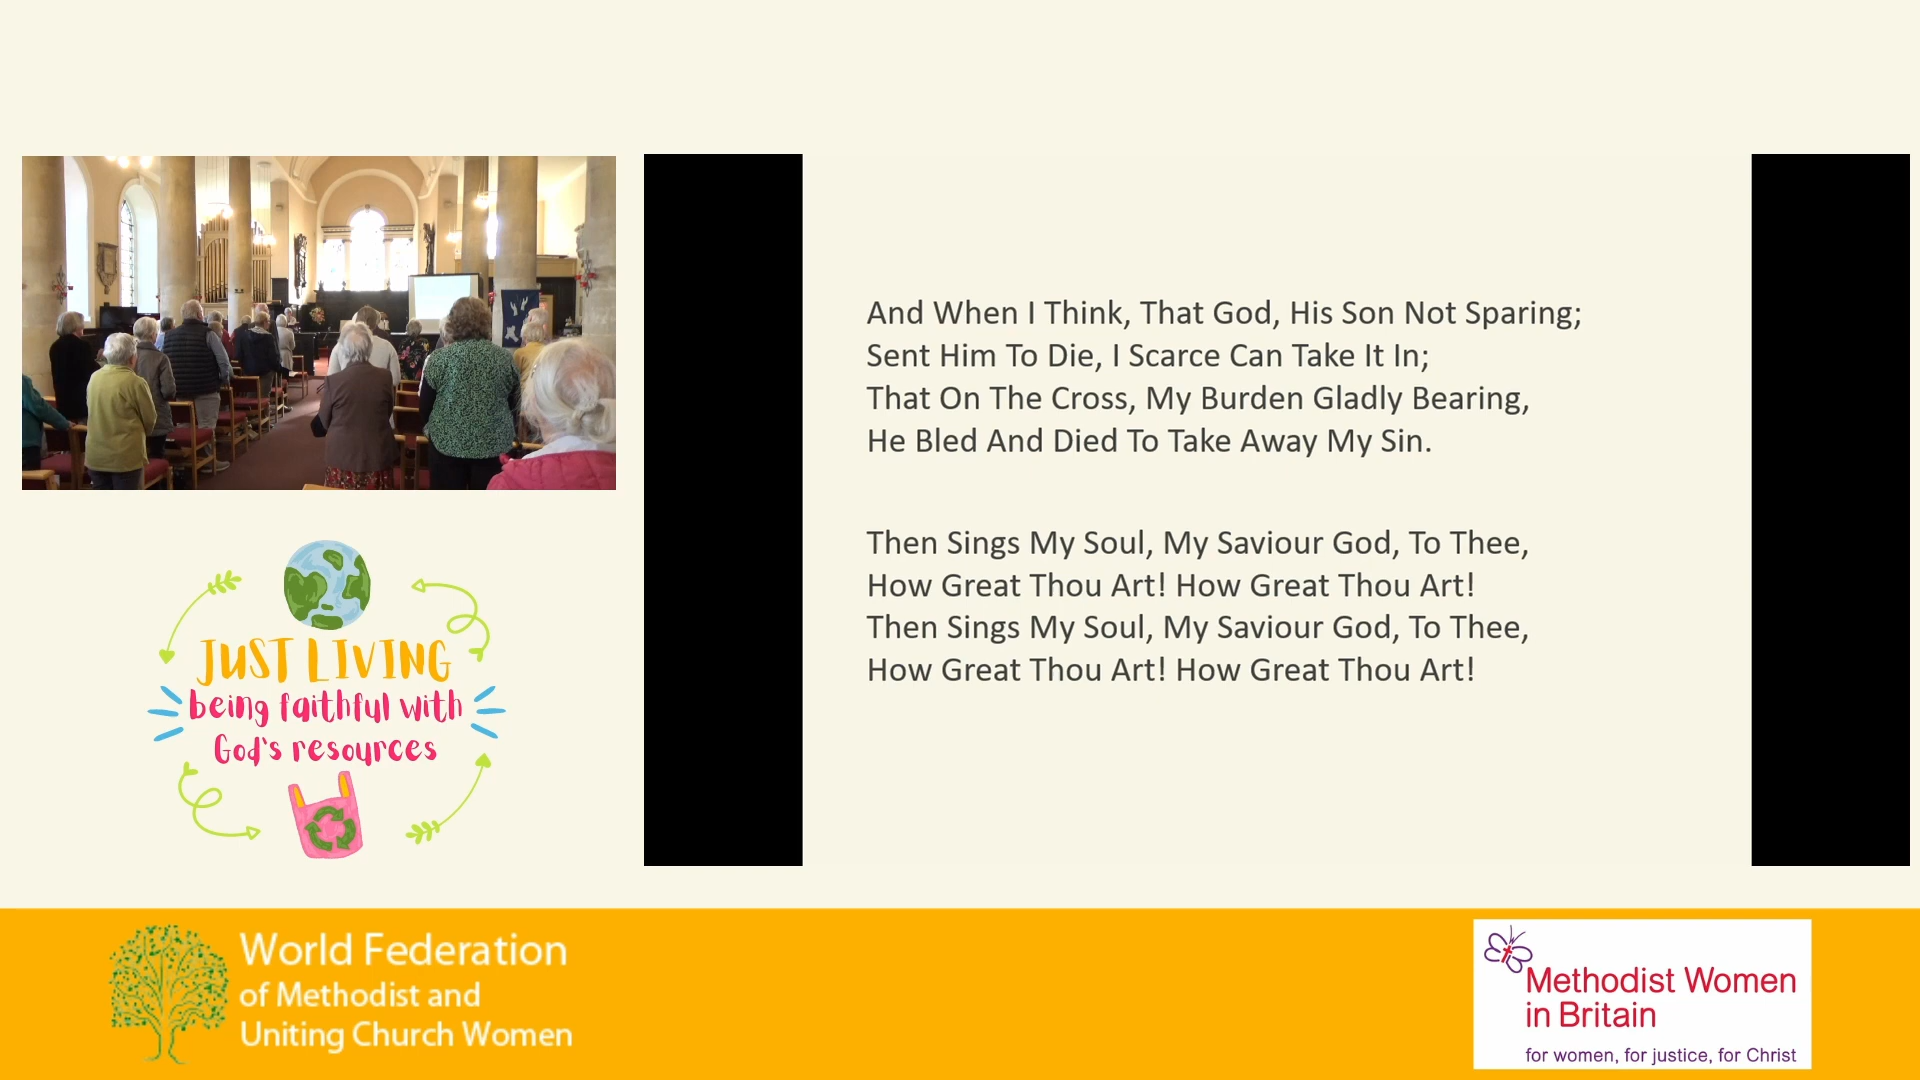 And When I Think, That God, His Son Not Sparing;
Sent Him To Die, I Scarce Can Take It In;
That On The Cross, My Burden Gladly Bearing,
He Bled And Died To Take Away My Sin.
Then Sings My Soul, My Saviour God, To Thee,
How Great Thou Art! How Great Thou Art!
Then Sings My Soul, My Saviour God, To Thee,
How Great Thou Art! How Great Thou Art!
JUST LIVING
being faithful with
God's resources
World Federation
of Methodist and
Uniting Church Women
Methodist Women
in Britain
for women, for justice, for Christ